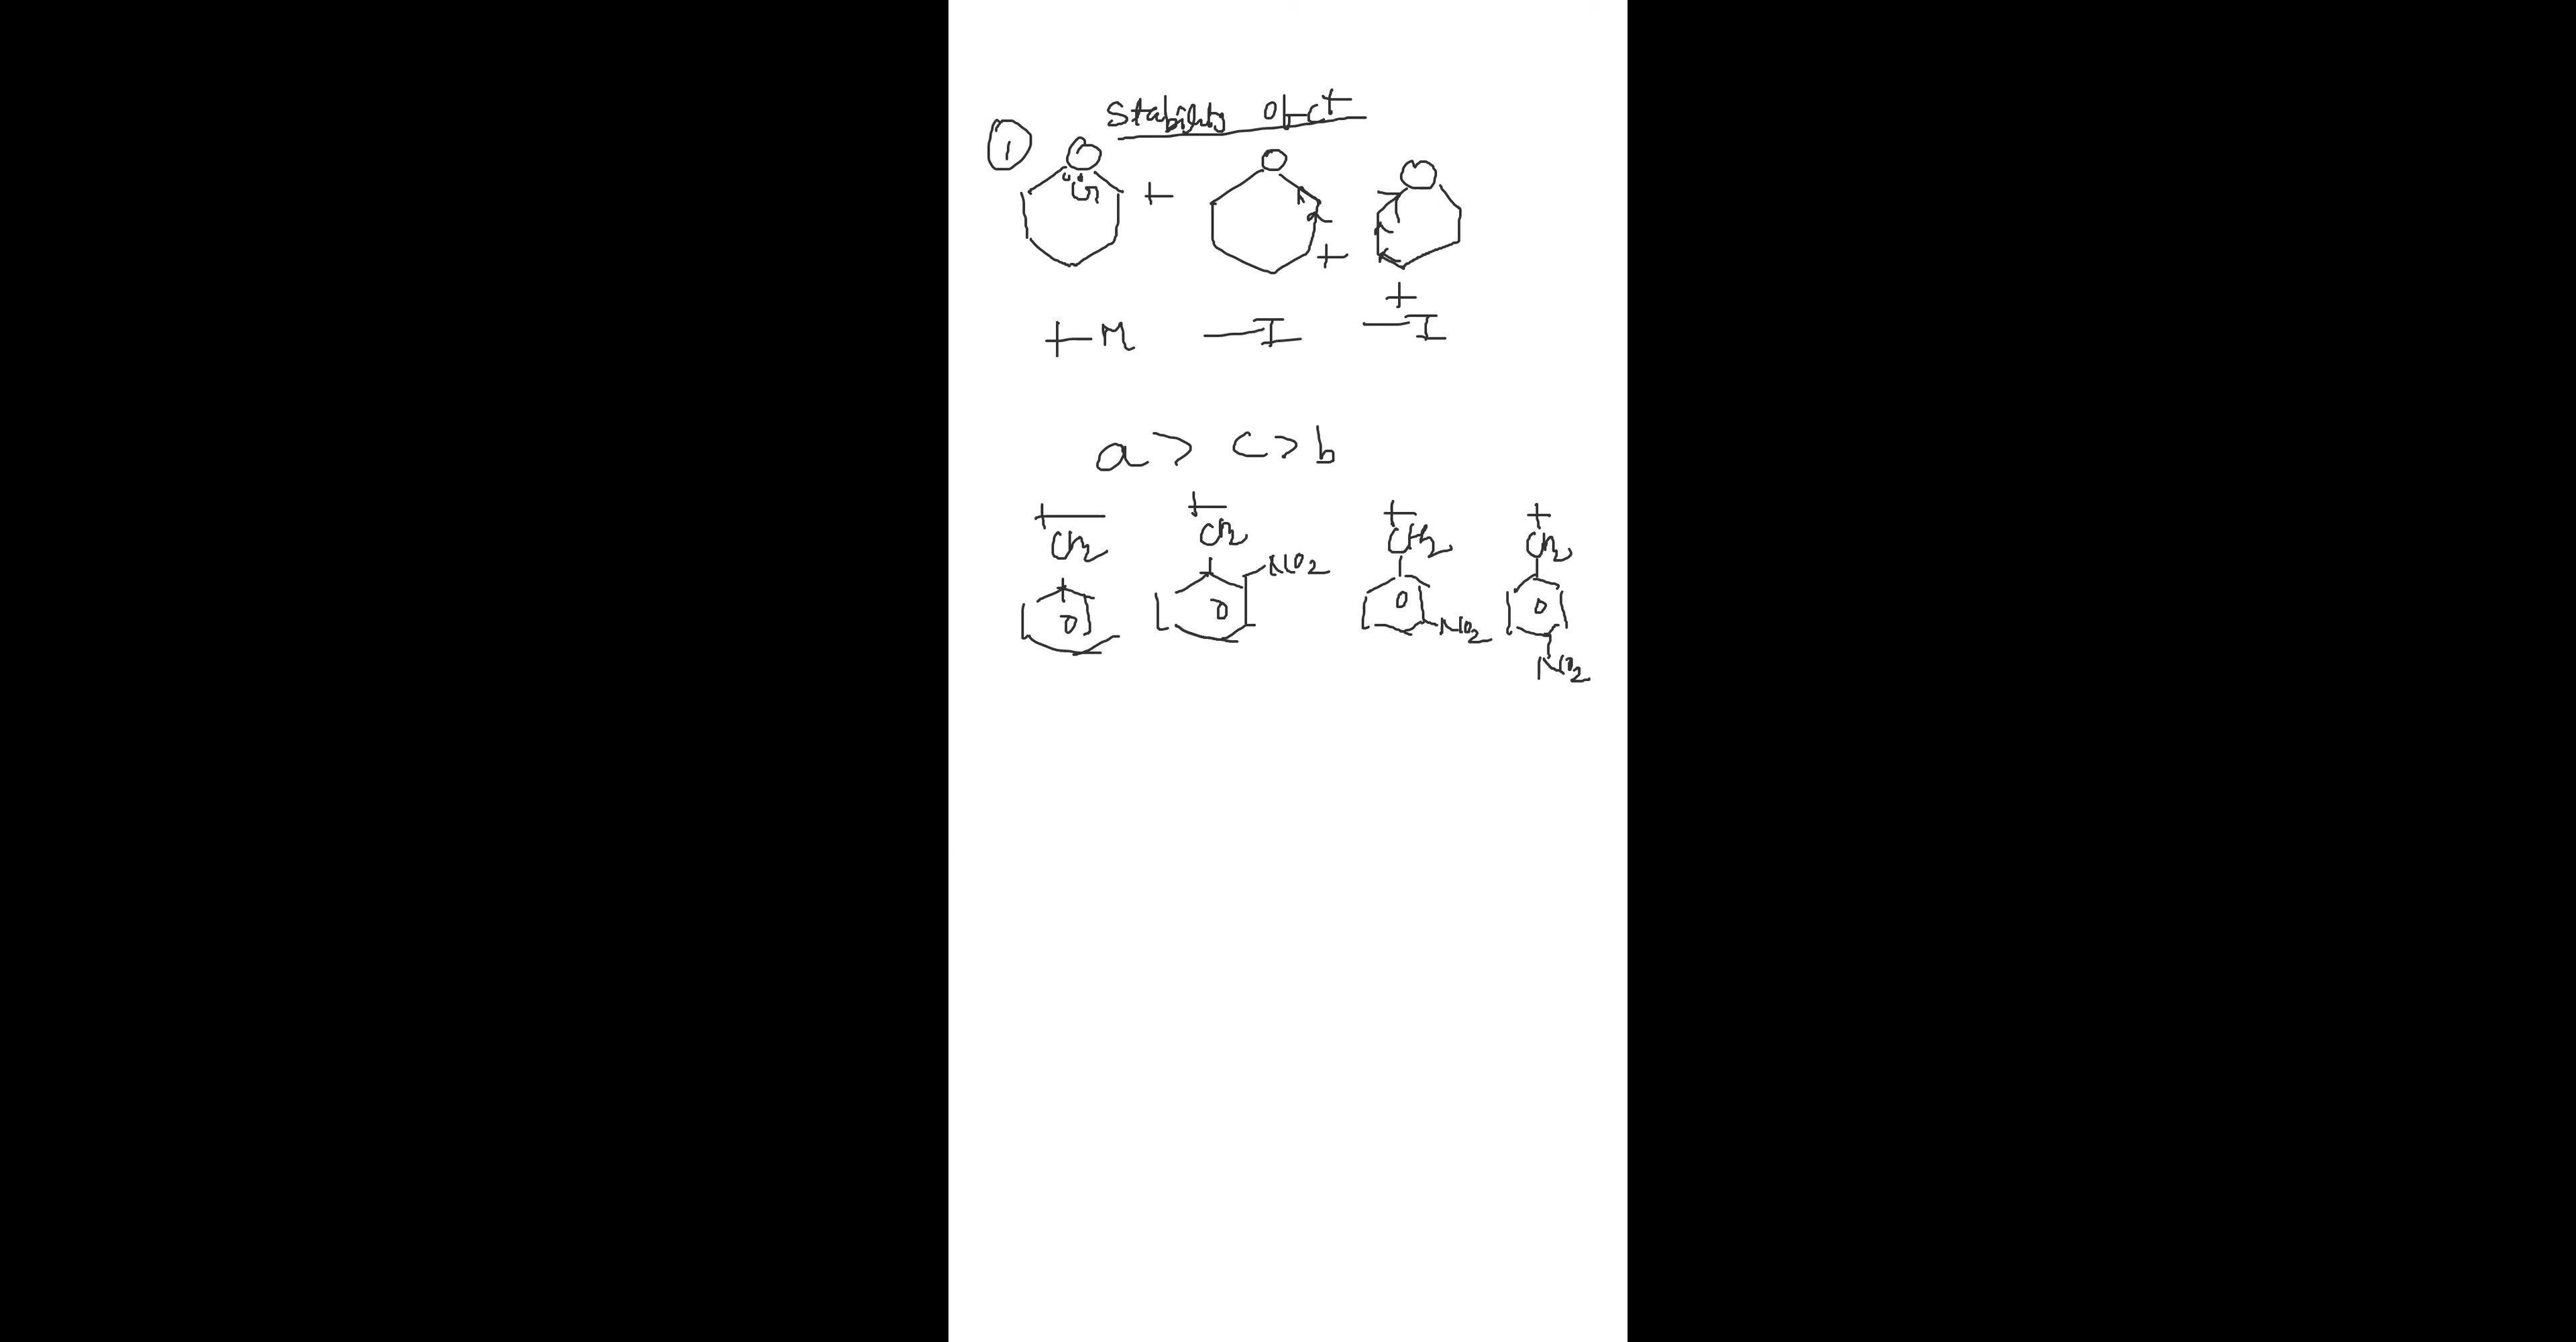 Stability of C+
1
O O O
+ + +
+M -I -I
a > c > b
+ + + +
CH2 CH2 CH2 CH2
NO2
NO2
NO2